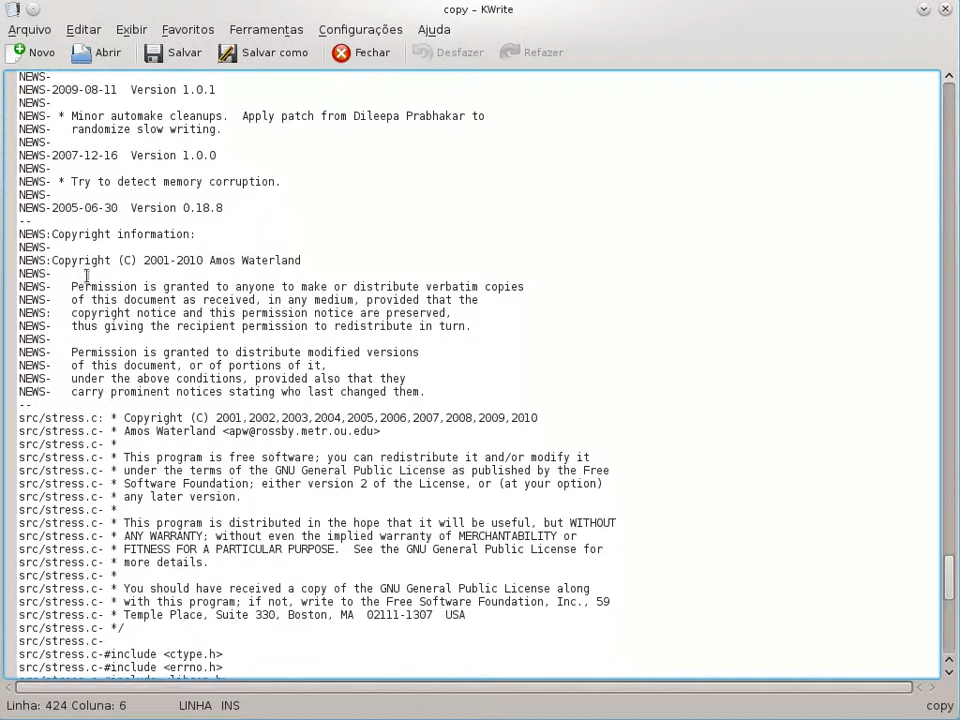 copy - KWrite
Arquivo Editar Exibir Favoritos Ferramentas Configurações Ajuda
Novo Abrir Salvar Salvar como Fechar Desfazer Refazer
NEWS-
NEWS-2009-08-11  Version 1.0.1
NEWS-
NEWS- * Minor automake cleanups.  Apply patch from Dileepa Prabhakar to
NEWS-   randomize slow writing.
NEWS-
NEWS-2007-12-16  Version 1.0.0
NEWS-
NEWS- * Try to detect memory corruption.
NEWS-
NEWS-2005-06-30  Version 0.18.8
--
NEWS:Copyright information:
NEWS-
NEWS:Copyright (C) 2001-2010 Amos Waterland
NEWS-
NEWS-   Permission is granted to anyone to make or distribute verbatim copies
NEWS-   of this document as received, in any medium, provided that the
NEWS:   copyright notice and this permission notice are preserved,
NEWS-   thus giving the recipient permission to redistribute in turn.
NEWS-
NEWS-   Permission is granted to distribute modified versions
NEWS-   of this document, or of portions of it,
NEWS-   under the above conditions, provided also that they
NEWS-   carry prominent notices stating who last changed them.
--
src/stress.c: * Copyright (C) 2001,2002,2003,2004,2005,2006,2007,2008,2009,2010
src/stress.c- * Amos Waterland <apw@rossby.metr.ou.edu>
src/stress.c- *
src/stress.c- * This program is free software; you can redistribute it and/or modify it
src/stress.c- * under the terms of the GNU General Public License as published by the Free
src/stress.c- * Software Foundation; either version 2 of the License, or (at your option)
src/stress.c- * any later version.
src/stress.c- *
src/stress.c- * This program is distributed in the hope that it will be useful, but WITHOUT
src/stress.c- * ANY WARRANTY; without even the implied warranty of MERCHANTABILITY or
src/stress.c- * FITNESS FOR A PARTICULAR PURPOSE.  See the GNU General Public License for
src/stress.c- * more details.
src/stress.c- *
src/stress.c- * You should have received a copy of the GNU General Public License along
src/stress.c- * with this program; if not, write to the Free Software Foundation, Inc., 59
src/stress.c- * Temple Place, Suite 330, Boston, MA  02111-1307  USA
src/stress.c- */
src/stress.c-
src/stress.c-#include <ctype.h>
src/stress.c-#include <errno.h>
Linha: 424 Coluna: 6 LINHA INS copy